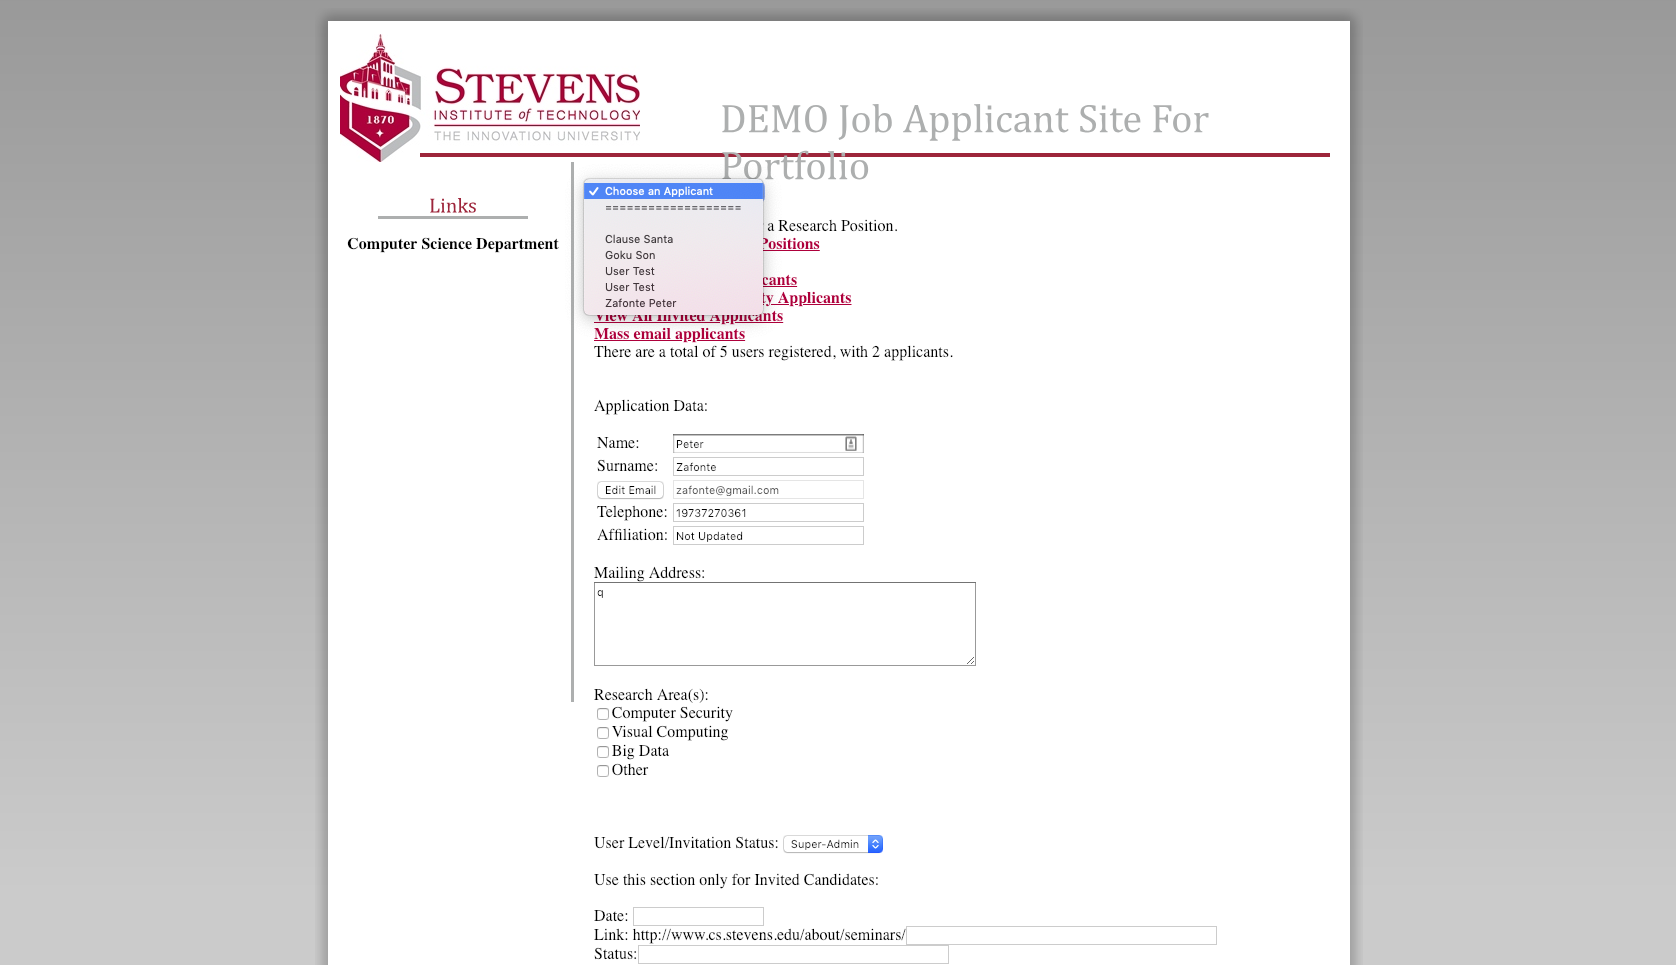 STEVENS
INSTITUTE of TECHNOLOGY
THE INNOVATION UNIVERSITY
1870
DEMO Job Applicant Site For
Portfolio
Links
Computer Science Department
✓ Choose an Applicant
===================
Clause Santa
Goku Son
User Test
User Test
Zafonte Peter
a Research Position.
Positions
cants
ty Applicants
View All Invited Applicants
Mass email applicants
There are a total of 5 users registered, with 2 applicants.
Application Data:
Name: Peter
Surname: Zafonte
Edit Email zafonte@gmail.com
Telephone: 19737270361
Affiliation: Not Updated
Mailing Address:
q
Research Area(s):
Computer Security
Visual Computing
Big Data
Other
User Level/Invitation Status: Super-Admin
Use this section only for Invited Candidates:
Date:
Link: http://www.cs.stevens.edu/about/seminars/
Status: